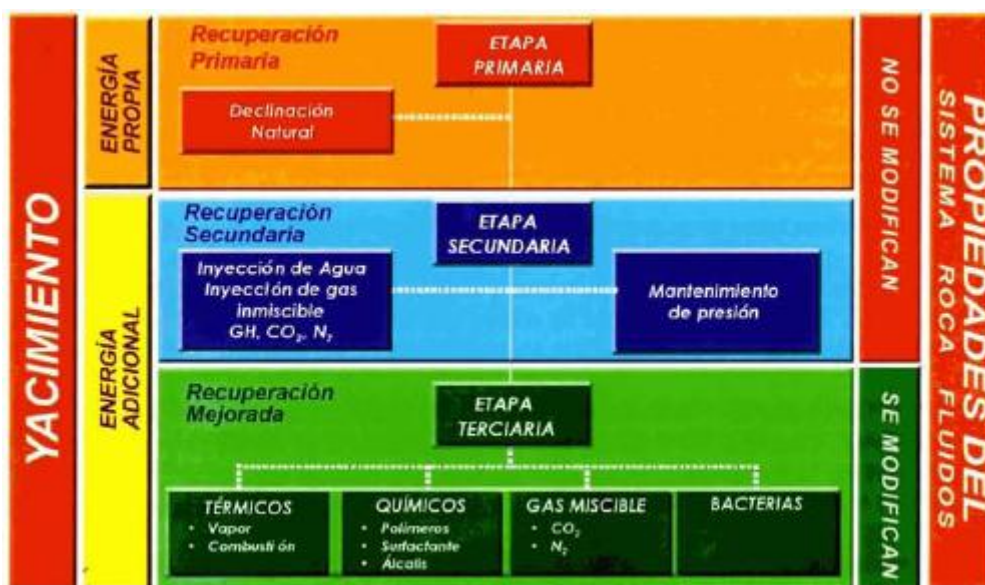 YACIMIENTO
ENERGÍA
PROPIA
Recuperación
Primaria
ETAPA
PRIMARIA
Declinación
Natural
ENERGÍA
ADICIONAL
Recuperación
Secundaria
ETAPA
SECUNDARIA
Inyección de Agua
Inyección de gas
inmiscible
GH, CO₂, N₂
Mantenimiento
de presión
Recuperación
Mejorada
ETAPA
TERCIARIA
TÉRMICOS
• Vapor
• Combustión
QUÍMICOS
• Polímeros
• Surfactante
• Álcalis
GAS MISCIBLE
• CO₂
• N₂
BACTERIAS
NO SE MODIFICAN
SE MODIFICAN
PROPIEDADES DEL
SISTEMA ROCA FLUIDOS